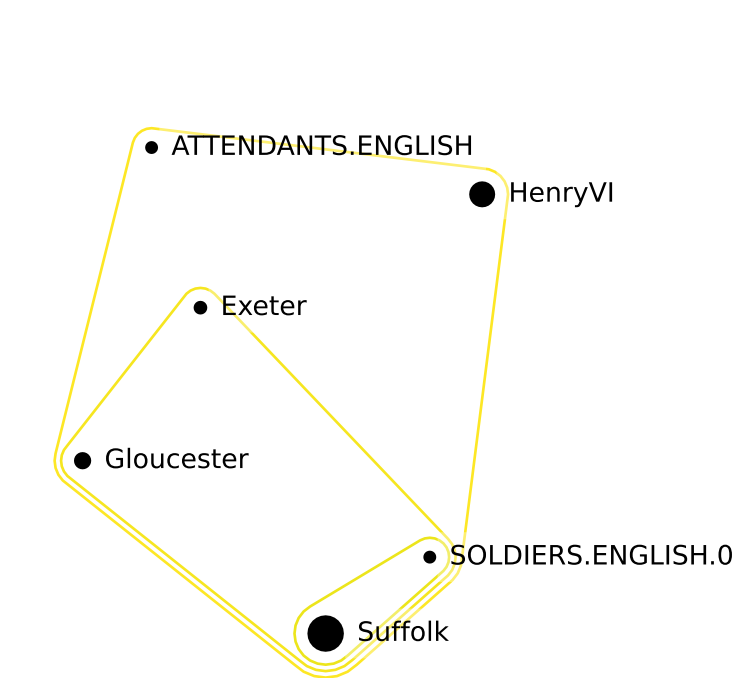 ATTENDANTS.ENGLISH
HenryVI
Exeter
Gloucester
SOLDIERS.ENGLISH.0
Suffolk